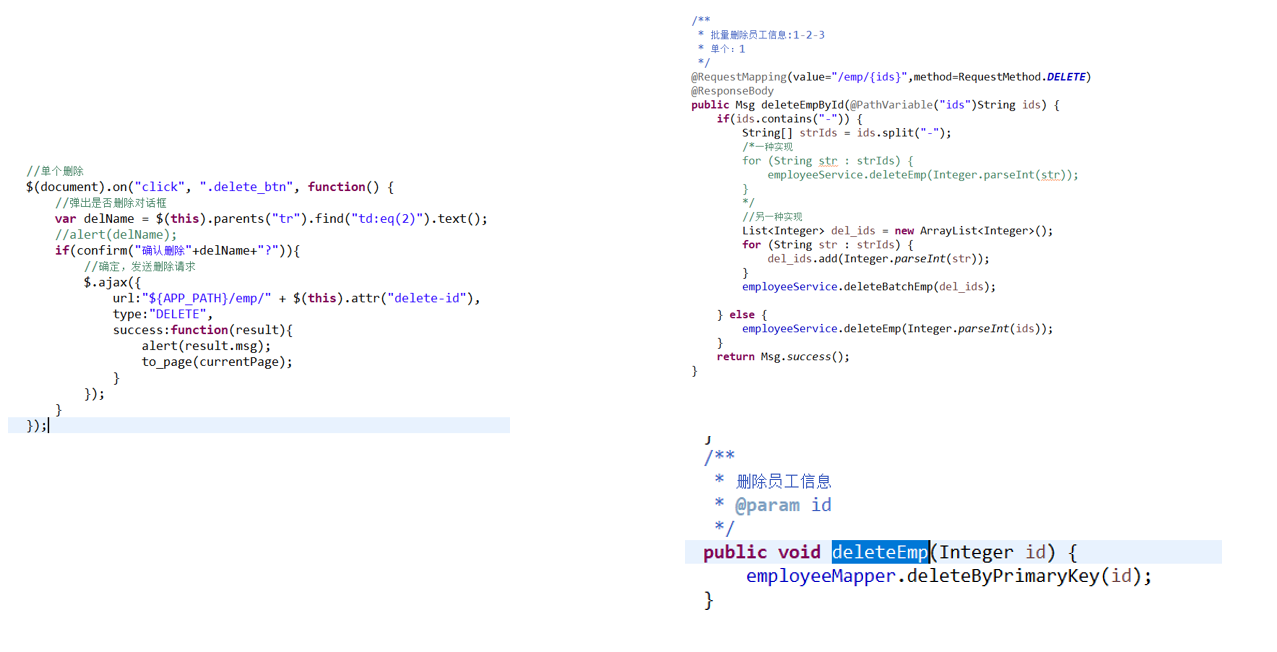 //单个删除
$(document).on("click", ".delete_btn", function() {
    //弹出是否删除对话框
    var delName = $(this).parents("tr").find("td:eq(2)").text();
    //alert(delName);
    if(confirm("确认删除"+delName+"?")){
        //确定，发送删除请求
        $.ajax({
            url:"${APP_PATH}/emp/" + $(this).attr("delete-id"),
            type:"DELETE",
            success:function(result){
                alert(result.msg);
                to_page(currentPage);
            }
        });
    }
});
/**
 * 批量删除员工信息:1-2-3
 * 单个：1
 */
@RequestMapping(value="/emp/{ids}",method=RequestMethod.DELETE)
@ResponseBody
public Msg deleteEmpById(@PathVariable("ids")String ids) {
    if(ids.contains("-")) {
        String[] strIds = ids.split("-");
        /*一种实现
        for (String str : strIds) {
            employeeService.deleteEmp(Integer.parseInt(str));
        }
        */
        //另一种实现
        List<Integer> del_ids = new ArrayList<Integer>();
        for (String str : strIds) {
            del_ids.add(Integer.parseInt(str));
        }
        employeeService.deleteBatchEmp(del_ids);
    } else {
        employeeService.deleteEmp(Integer.parseInt(ids));
    }
    return Msg.success();
}
}
/**
 * 删除员工信息
 * @param id
 */
public void deleteEmp(Integer id) {
    employeeMapper.deleteByPrimaryKey(id);
}